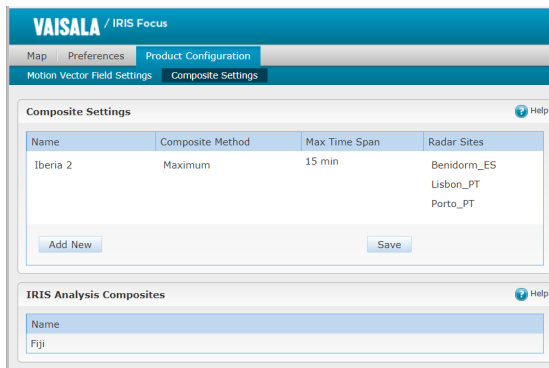 VAISALA / IRIS Focus
Map Preferences Product Configuration
Motion Vector Field Settings Composite Settings
Composite Settings ? Help
Name Composite Method Max Time Span Radar Sites
Iberia 2 Maximum 15 min Benidorm_ES
Lisbon_PT
Porto_PT
Add New Save
IRIS Analysis Composites ? Help
Name
Fiji